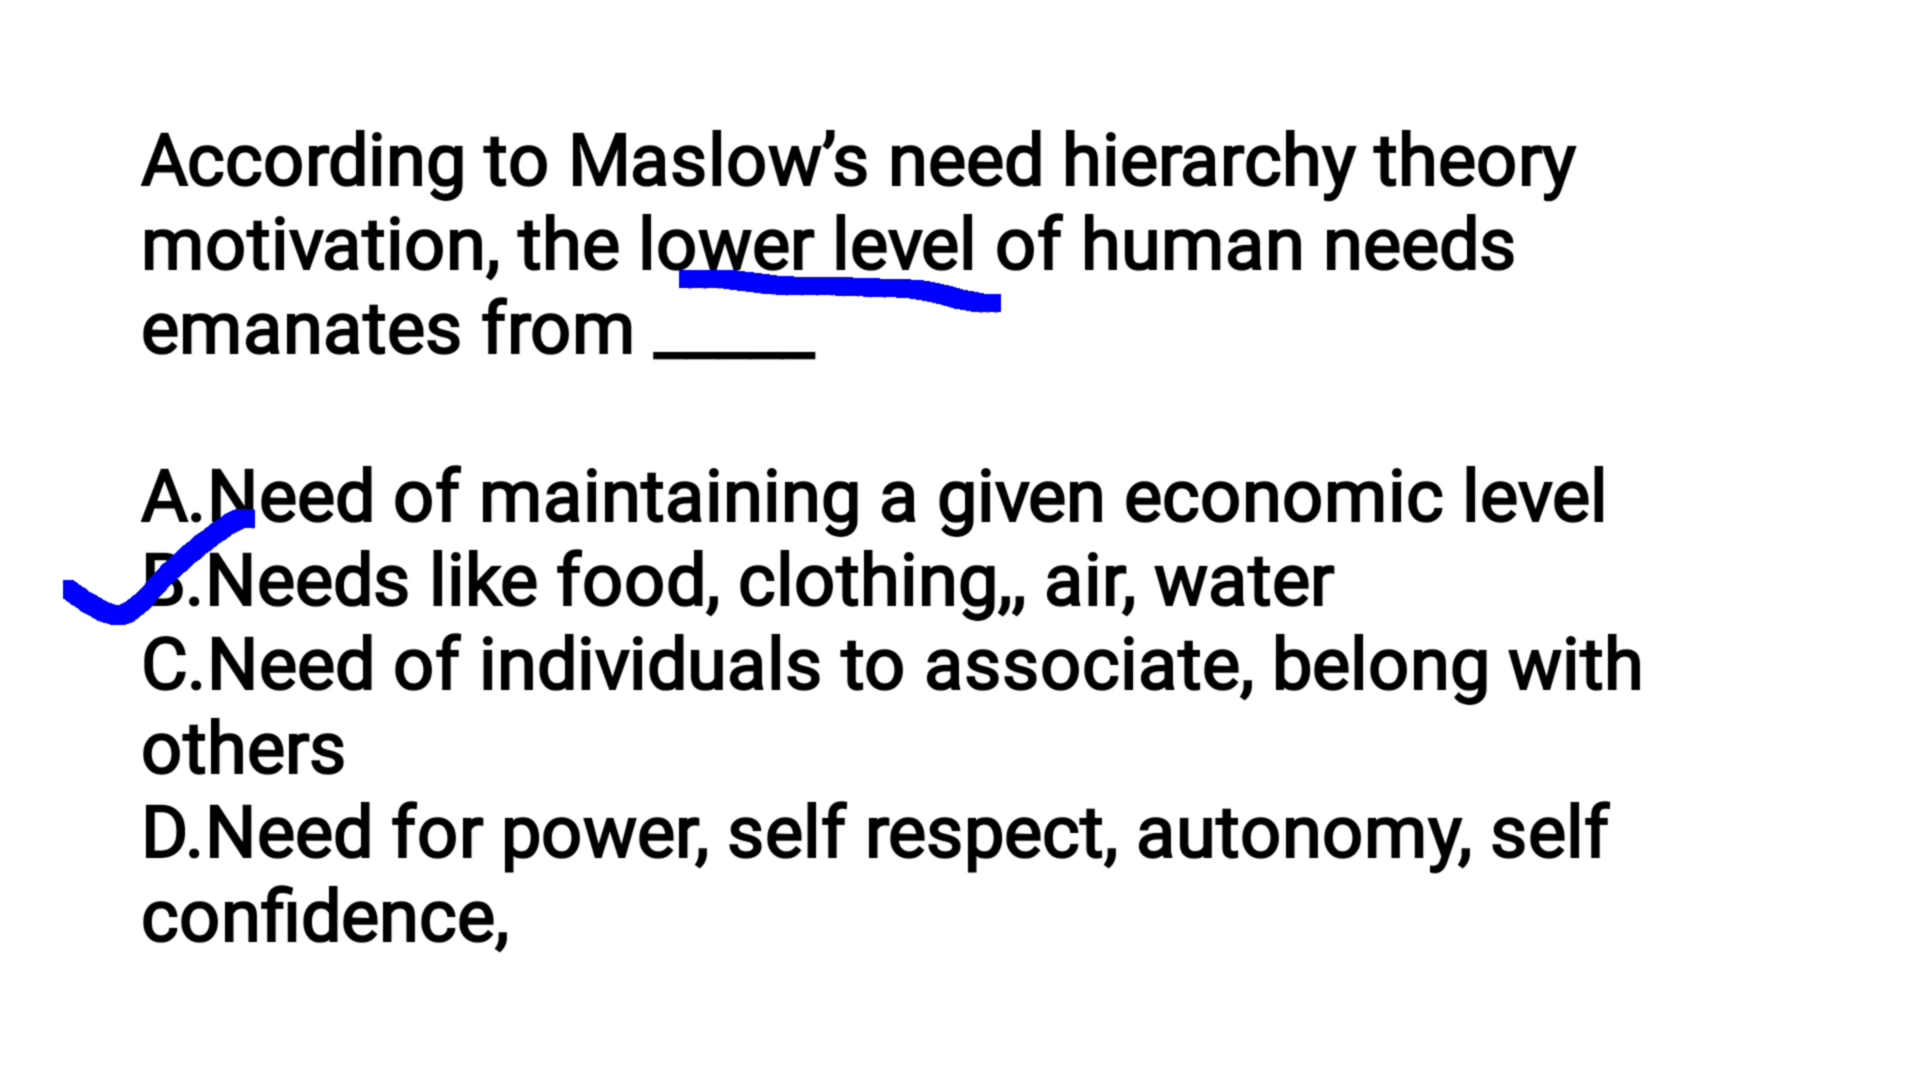 According to Maslow’s need hierarchy theory
motivation, the lower level of human needs
emanates from _____
A.Need of maintaining a given economic level
B.Needs like food, clothing,, air, water
C.Need of individuals to associate, belong with
others
D.Need for power, self respect, autonomy, self
confidence,